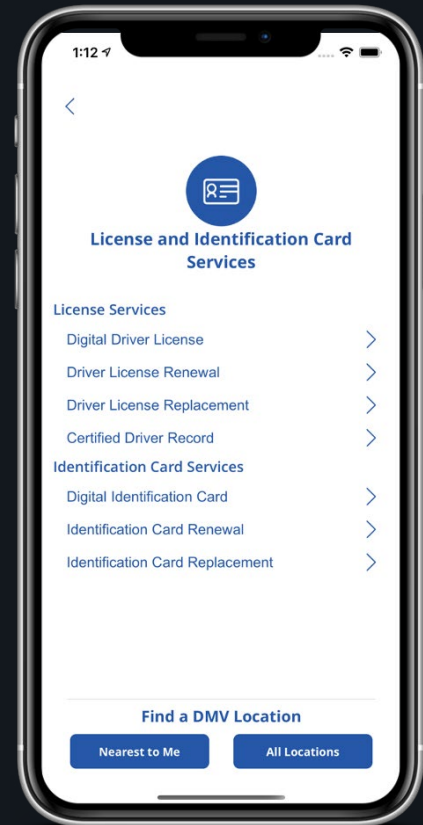 1:12
License and Identification Card
Services
License Services
Digital Driver License
Driver License Renewal
Driver License Replacement
Certified Driver Record
Identification Card Services
Digital Identification Card
Identification Card Renewal
Identification Card Replacement
Find a DMV Location
Nearest to Me
All Locations